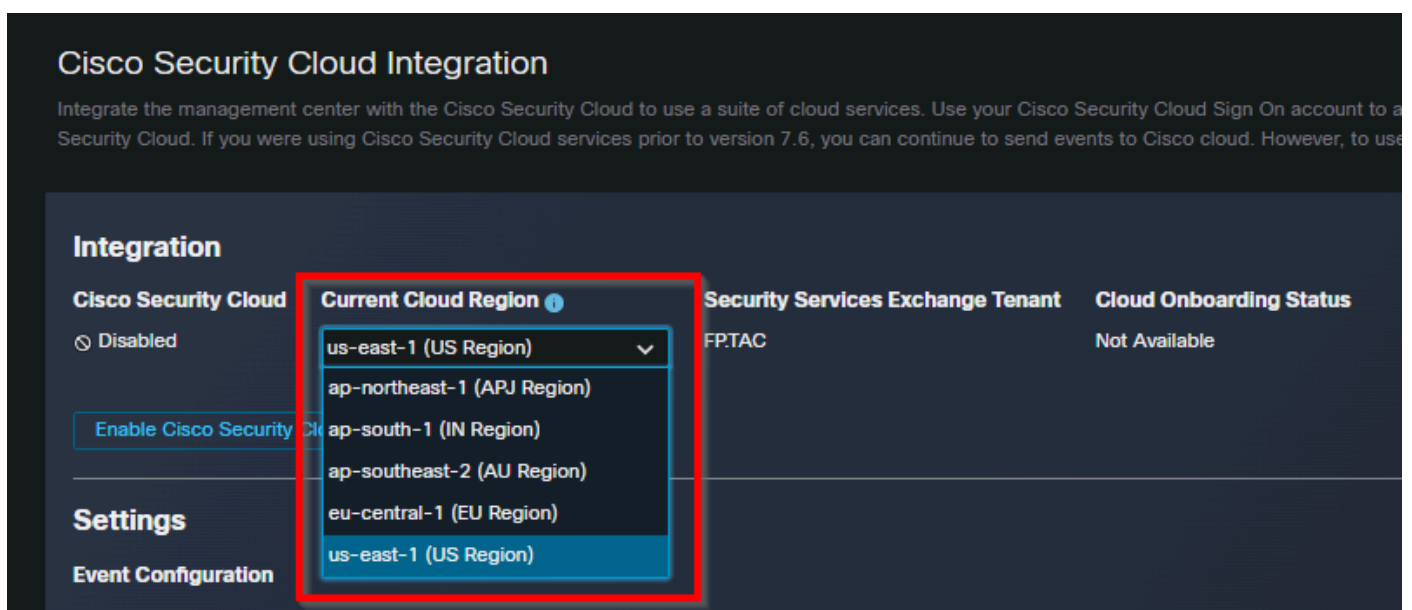 Cisco Security Cloud Integration
Integrate the management center with the Cisco Security Cloud to use a suite of cloud services. Use your Cisco Security Cloud Sign On account to a
Security Cloud. If you were using Cisco Security Cloud services prior to version 7.6, you can continue to send events to Cisco cloud. However, to use
Integration
Cisco Security Cloud Current Cloud Region Security Services Exchange Tenant Cloud Onboarding Status
Disabled us-east-1 (US Region) FP.TAC Not Available
ap-northeast-1 (APJ Region)
Enable Cisco Security Clo ap-south-1 (IN Region)
ap-southeast-2 (AU Region)
Settings eu-central-1 (EU Region)
us-east-1 (US Region)
Event Configuration